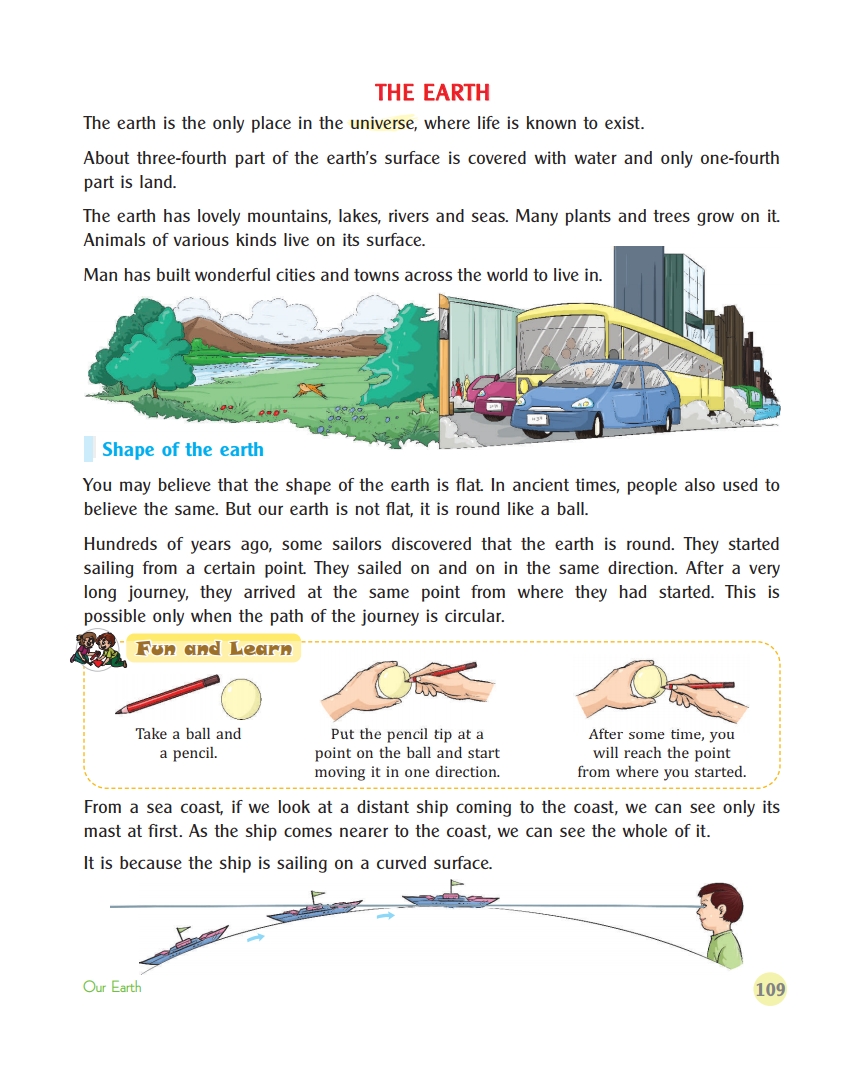 THE EARTH
The earth is the only place in the universe, where life is known to exist.
About three-fourth part of the earth's surface is covered with water and only one-fourth
part is land.
The earth has lovely mountains, lakes, rivers and seas. Many plants and trees grow on it.
Animals of various kinds live on its surface.
Man has built wonderful cities and towns across the world to live in.
Shape of the earth
You may believe that the shape of the earth is flat. In ancient times, people also used to
believe the same. But our earth is not flat, it is round like a ball.
Hundreds of years ago, some sailors discovered that the earth is round. They started
sailing from a certain point. They sailed on and on in the same direction. After a very
long journey, they arrived at the same point from where they had started. This is
possible only when the path of the journey is circular.
Fun and Learn
Take a ball and
a pencil.
Put the pencil tip at a
point on the ball and start
moving it in one direction.
After some time, you
will reach the point
from where you started.
From a sea coast, if we look at a distant ship coming to the coast, we can see only its
mast at first. As the ship comes nearer to the coast, we can see the whole of it.
It is because the ship is sailing on a curved surface.
Our Earth
109